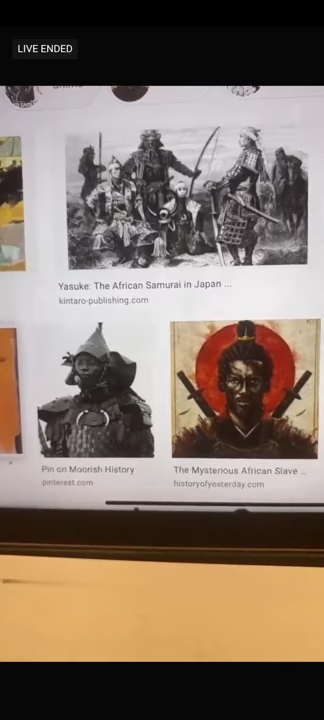 LIVE ENDED
Yasuke: The African Samurai in Japan ...
kintaro-publishing.com
Pin on Moorish History
pinterest.com
The Mysterious African Slave ...
historyofyesterday.com